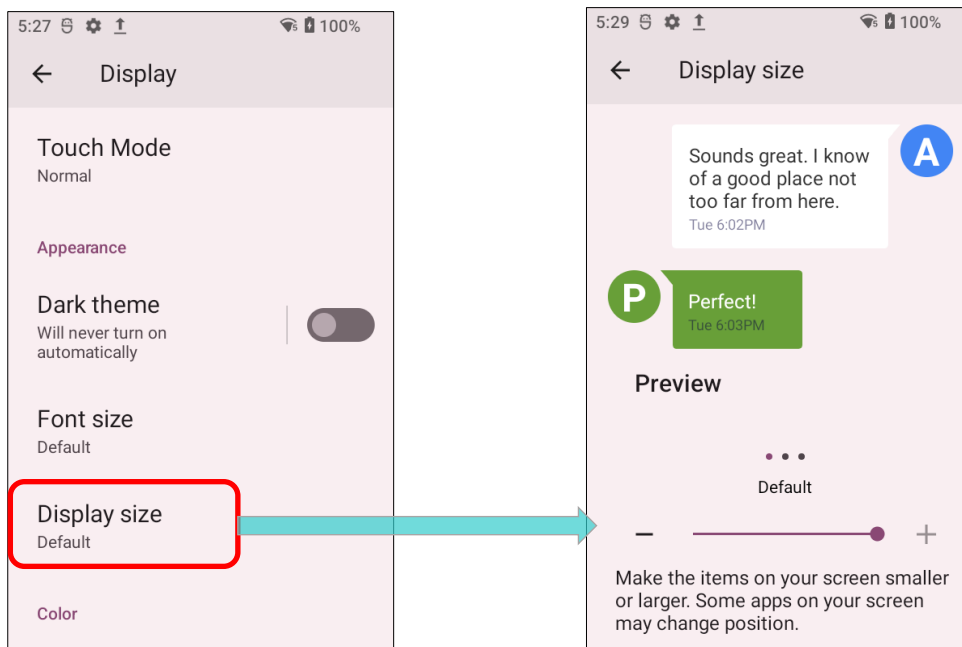 5:27 100%
Display
Touch Mode
Normal
Appearance
Dark theme
Will never turn on
automatically
Font size
Default
Display size
Default
Color
5:29 100%
Display size
Sounds great. I know
of a good place not
too far from here.
Tue 6:02PM
A
P
Perfect!
Tue 6:03PM
Preview
Default
Make the items on your screen smaller
or larger. Some apps on your screen
may change position.